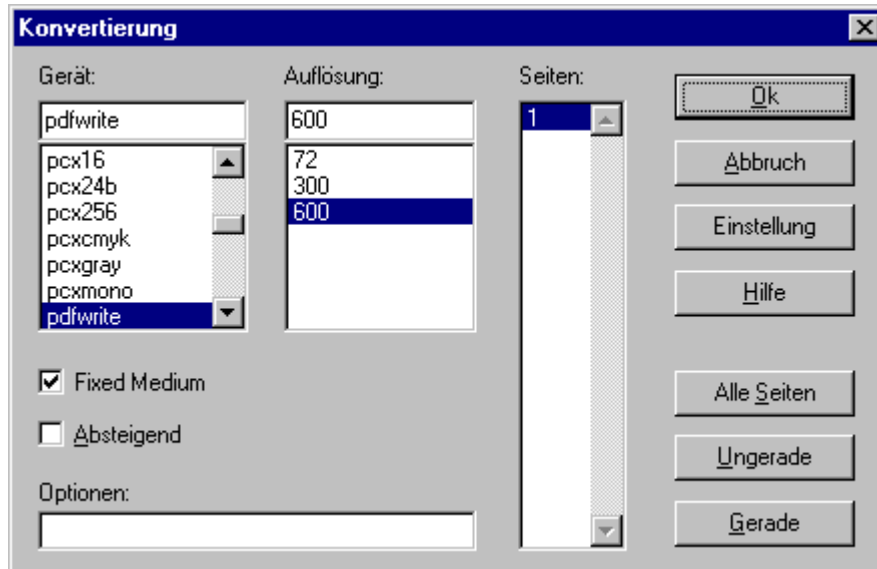 Konvertierung
Gerät:
pdfwrite
pcx16
pcx24b
pcx256
pcxcmyk
pcxgray
pcxmono
pdfwrite
Auflösung:
600
72
300
600
Seiten:
1
Ok
Abbruch
Einstellung
Hilfe
Fixed Medium
Absteigend
Optionen:
Alle Seiten
Ungerade
Gerade